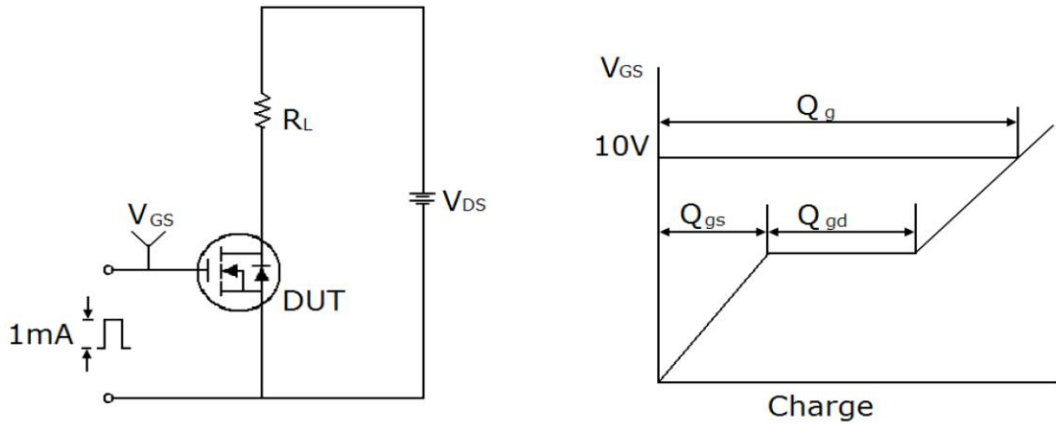 RL
VDS
VGS
DUT
1mA
VGS
Qg
10V
Qgs
Qgd
Charge